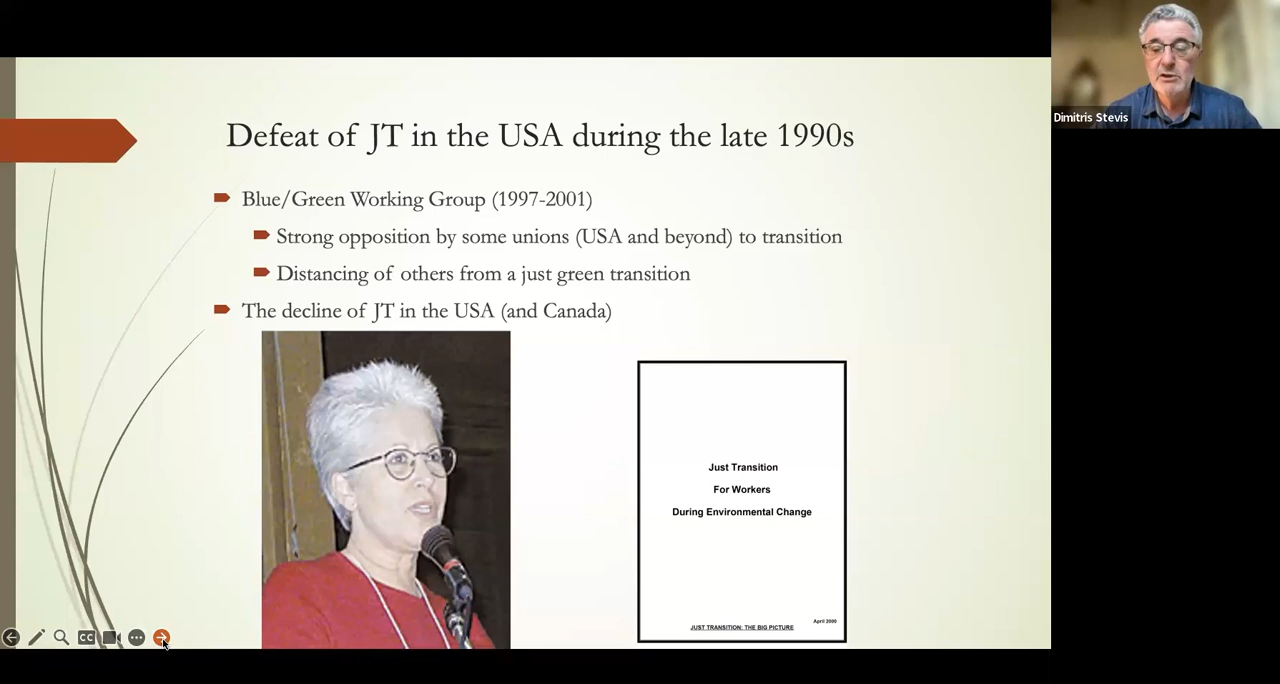 Defeat of JT in the USA during the late 1990s
Blue/Green Working Group (1997-2001)
Strong opposition by some unions (USA and beyond) to transition
Distancing of others from a just green transition
The decline of JT in the USA (and Canada)
Just Transition
For Workers
During Environmental Change
April 2000
JUST TRANSITION: THE BIG PICTURE
CC
Dimitris Stevis